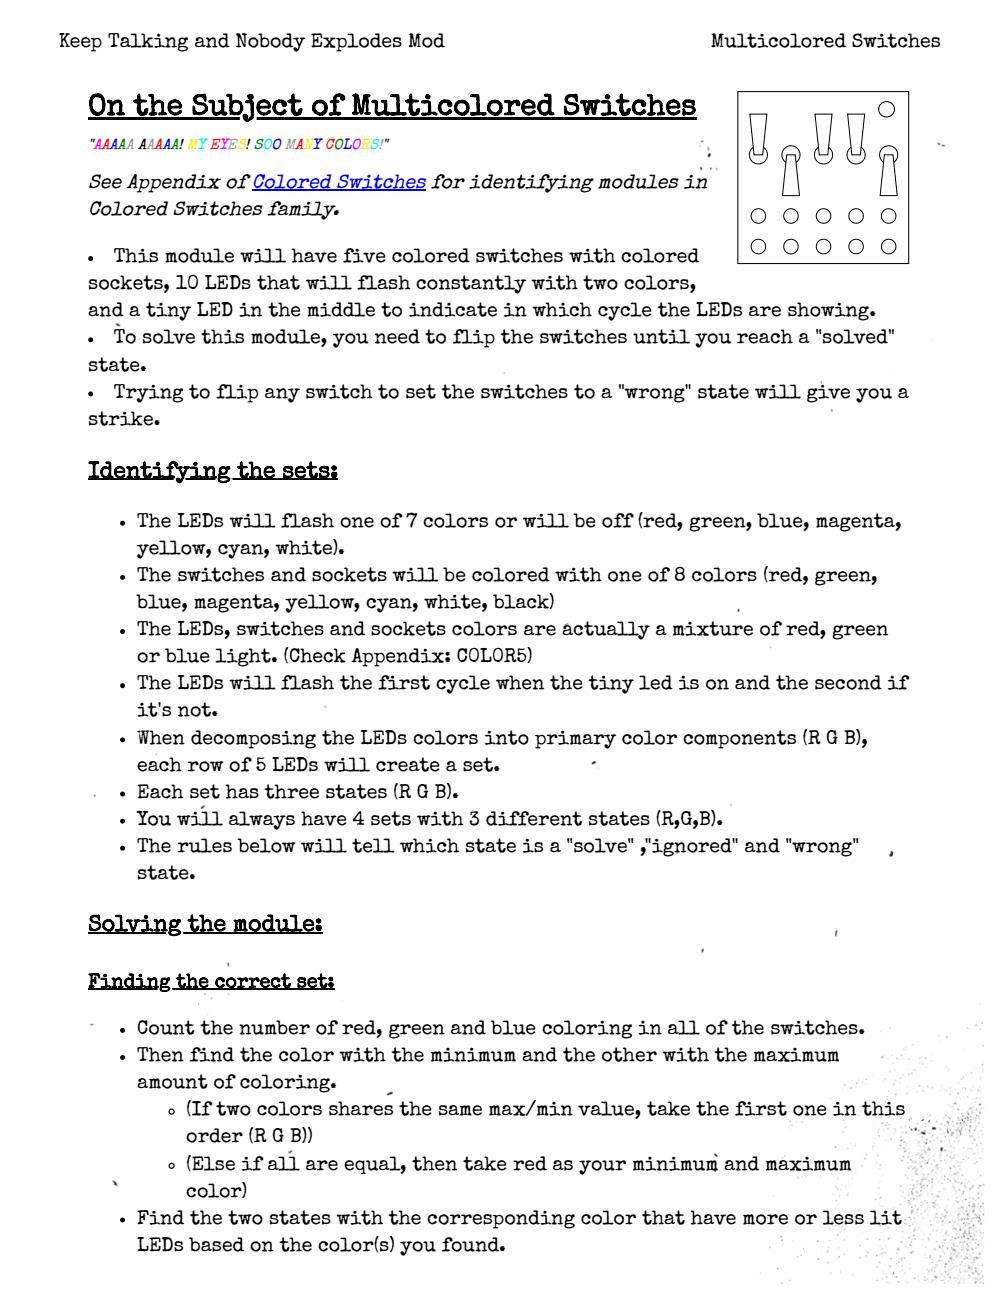 Keep Talking and Nobody Explodes Mod Multicolored Switches
On the Subject of Multicolored Switches
"AAAAA AAAAA! MY EYES! SOO MANY COLORS!"
See Appendix of Colored Switches for identifying modules in
Colored Switches family.
• This module will have five colored switches with colored
sockets, 10 LEDs that will flash constantly with two colors,
and a tiny LED in the middle to indicate in which cycle the LEDs are showing.
• To solve this module, you need to flip the switches until you reach a "solved"
state.
• Trying to flip any switch to set the switches to a "wrong" state will give you a
strike.
Identifying the sets:
• The LEDs will flash one of 7 colors or will be off (red, green, blue, magenta,
yellow, cyan, white).
• The switches and sockets will be colored with one of 8 colors (red, green,
blue, magenta, yellow, cyan, white, black)
• The LEDs, switches and sockets colors are actually a mixture of red, green
or blue light. (Check Appendix: COLOR5)
• The LEDs will flash the first cycle when the tiny led is on and the second if
it's not.
• When decomposing the LEDs colors into primary color components (R G B),
each row of 5 LEDs will create a set.
• Each set has three states (R G B).
• You will always have 4 sets with 3 different states (R,G,B).
• The rules below will tell which state is a "solve" ,"ignored" and "wrong"
state.
Solving the module:
Finding the correct set:
• Count the number of red, green and blue coloring in all of the switches.
• Then find the color with the minimum and the other with the maximum
amount of coloring.
◦ (If two colors shares the same max/min value, take the first one in this
order (R G B))
◦ (Else if all are equal, then take red as your minimum and maximum
color)
• Find the two states with the corresponding color that have more or less lit
LEDs based on the color(s) you found.